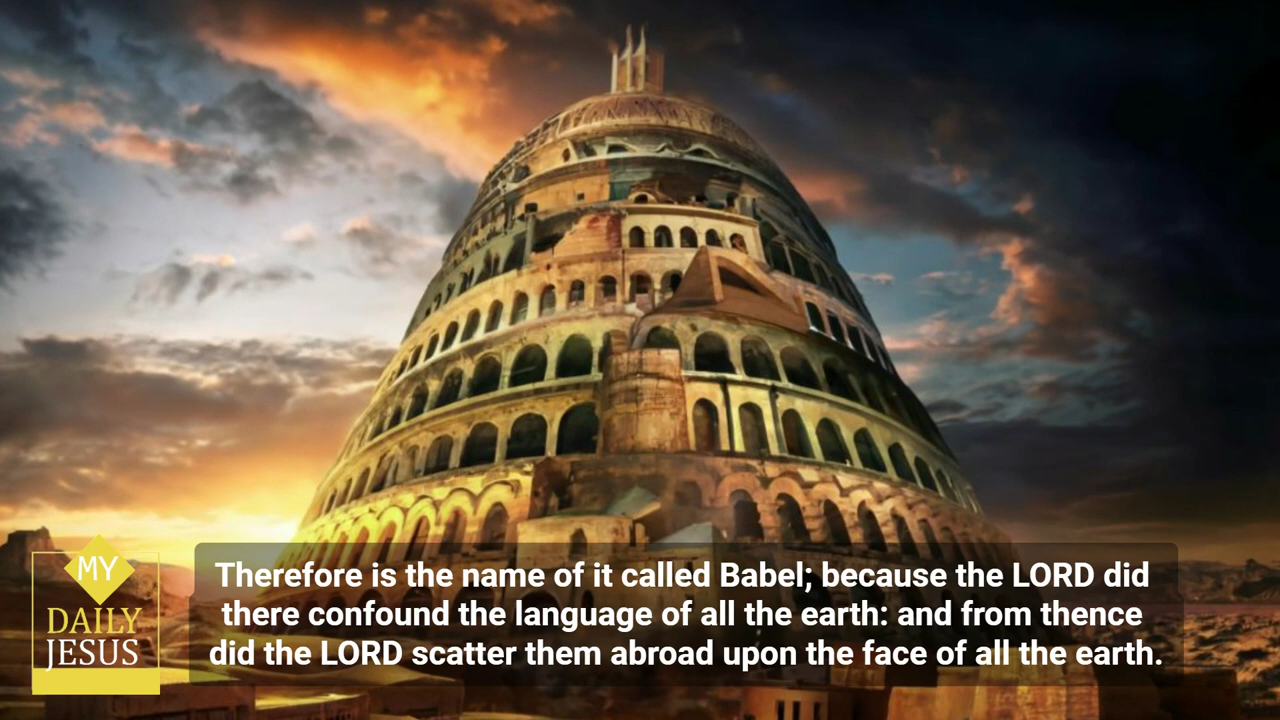 MY
DAILY
JESUS
Therefore is the name of it called Babel; because the LORD did
there confound the language of all the earth: and from thence
did the LORD scatter them abroad upon the face of all the earth.